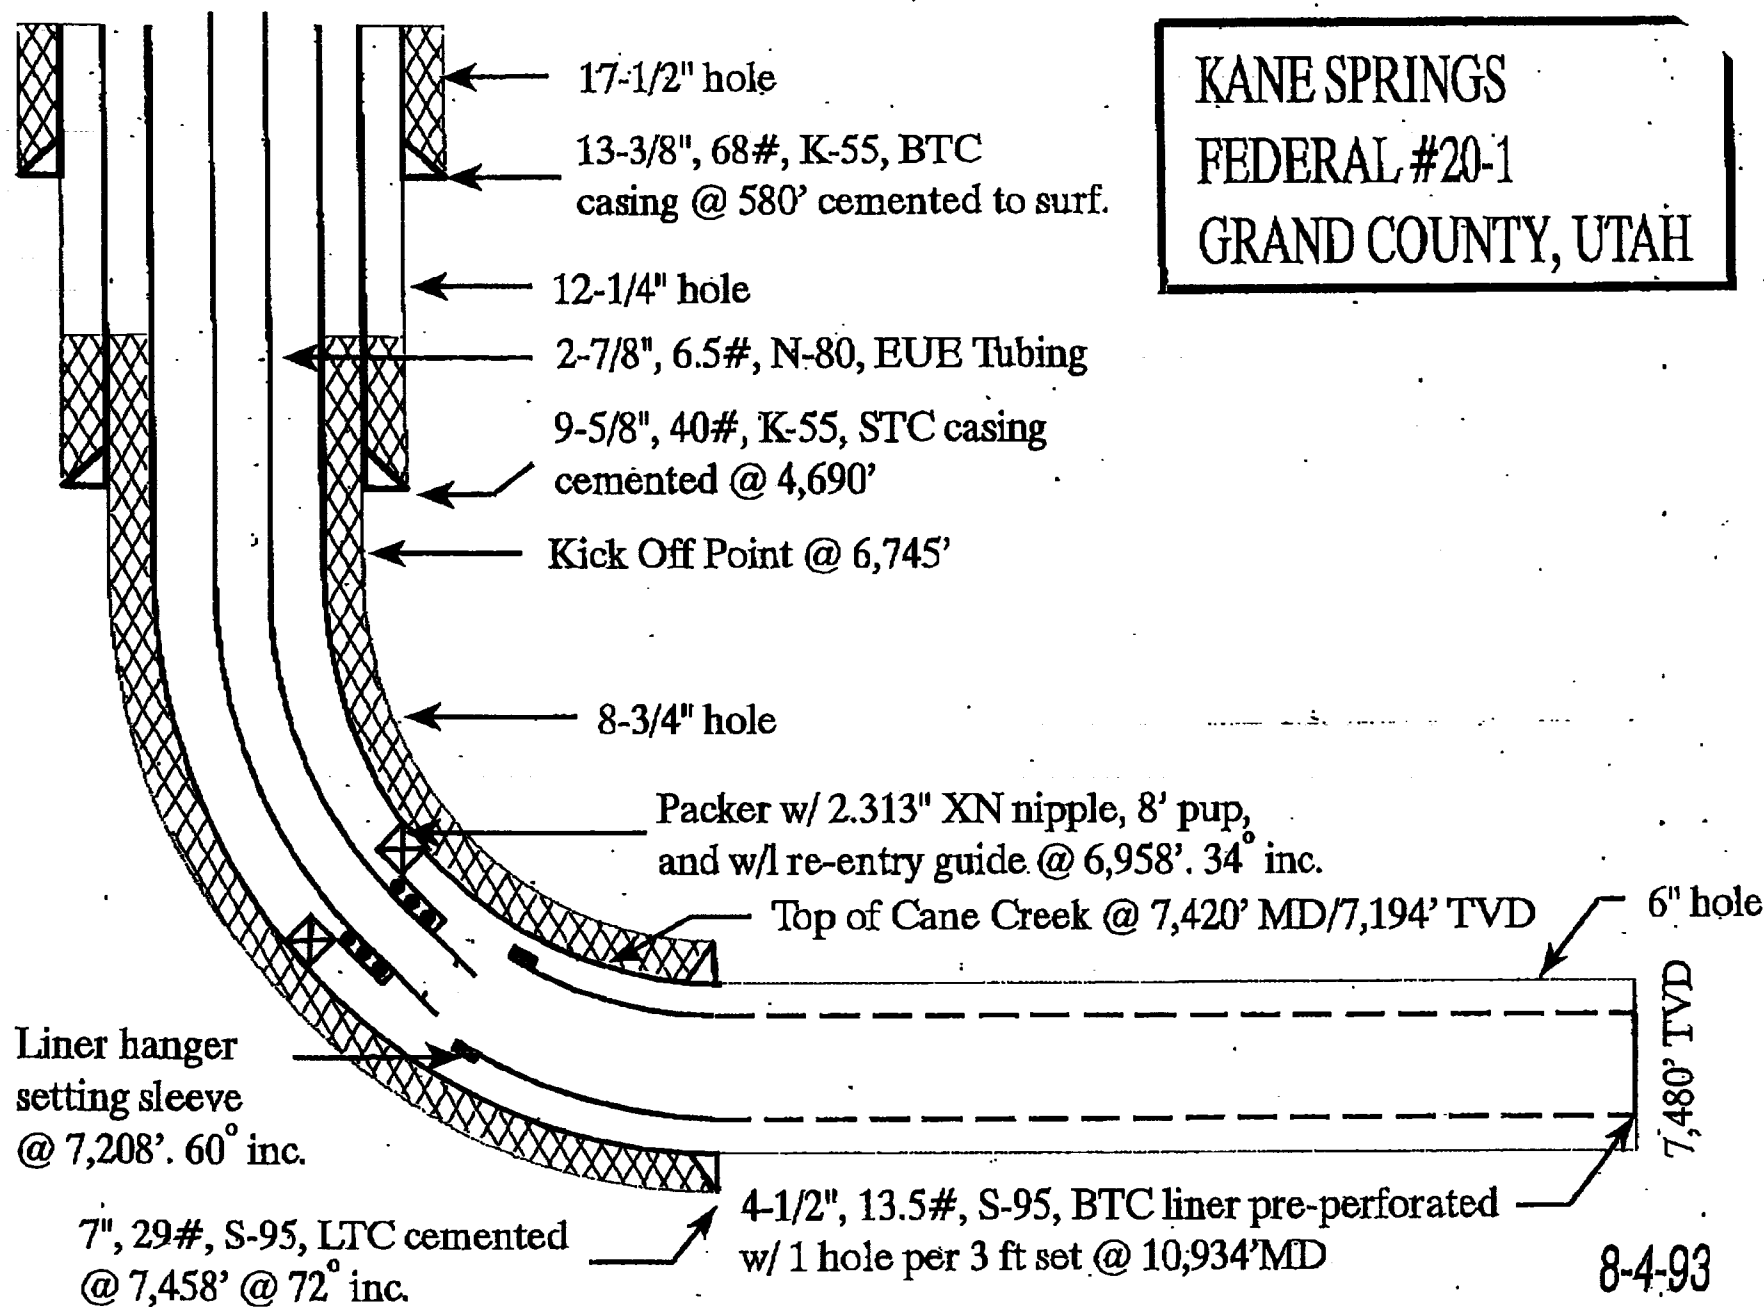 KANE SPRINGS
FEDERAL #20-1
GRAND COUNTY, UTAH
17-1/2" hole
13-3/8", 68#, K-55, BTC
casing @ 580' cemented to surf.
12-1/4" hole
2-7/8", 6.5#, N-80, EUE Tubing
9-5/8", 40#, K-55, STC casing
cemented @ 4,690'
Kick Off Point @ 6,745'
8-3/4" hole
Packer w/ 2.313" XN nipple, 8' pup,
and w/l re-entry guide @ 6,958'. 34° inc.
Top of Cane Creek @ 7,420' MD/7,194' TVD
6" hole
7,480' TVD
Liner hanger
setting sleeve
@ 7,208'. 60° inc.
7", 29#, S-95, LTC cemented
@ 7,458' @ 72° inc.
4-1/2", 13.5#, S-95, BTC liner pre-perforated
w/ 1 hole per 3 ft set @ 10,934'MD
8-4-93